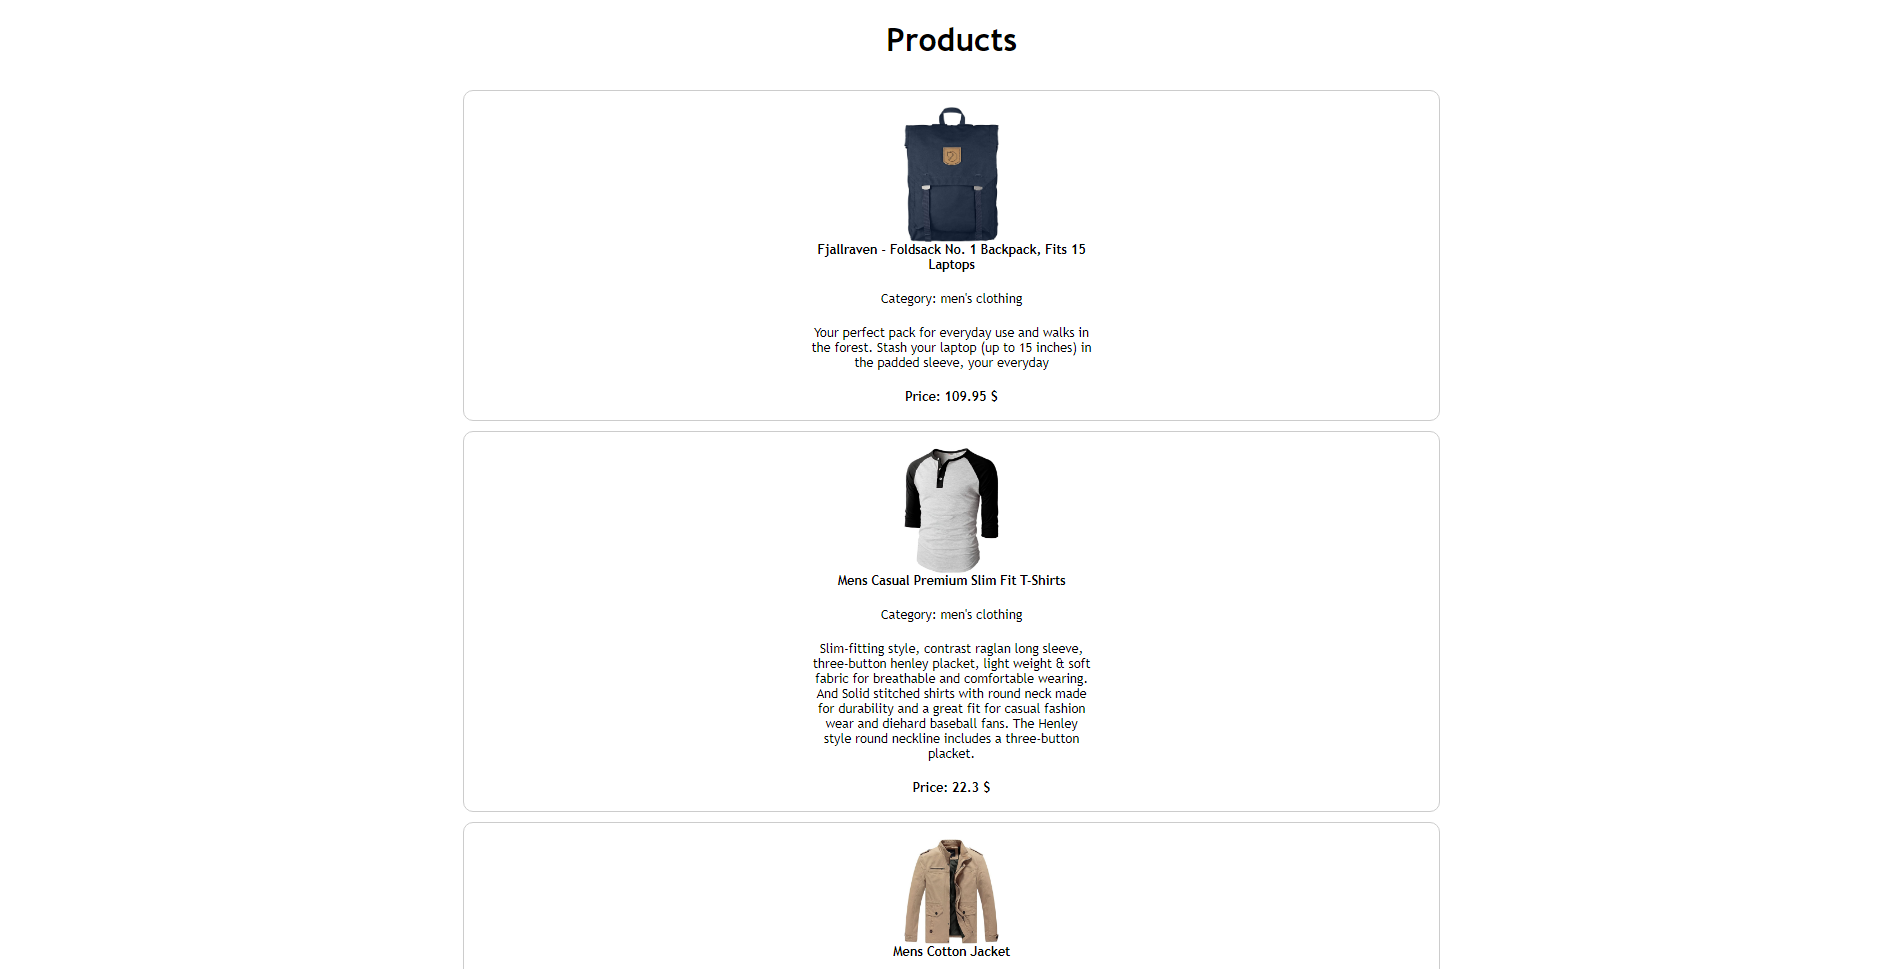 Products
Fjallraven - Foldsack No. 1 Backpack, Fits 15
Laptops
Category: men's clothing
Your perfect pack for everyday use and walks in
the forest. Stash your laptop (up to 15 inches) in
the padded sleeve, your everyday
Price: 109.95 $
Mens Casual Premium Slim Fit T-Shirts
Category: men's clothing
Slim-fitting style, contrast raglan long sleeve,
three-button henley placket, light weight & soft
fabric for breathable and comfortable wearing.
And Solid stitched shirts with round neck made
for durability and a great fit for casual fashion
wear and diehard baseball fans. The Henley
style round neckline includes a three-button
placket.
Price: 22.3 $
Mens Cotton Jacket